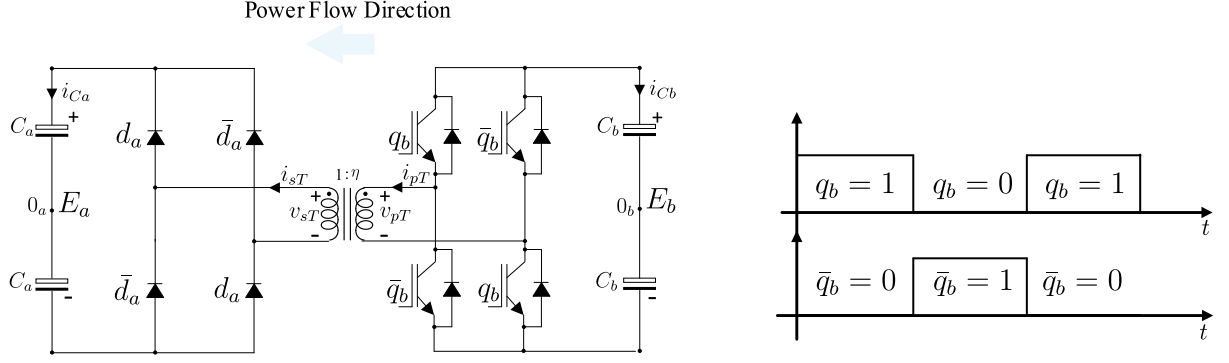 Power Flow Direction
i_{Ca}
C_a
+
d_a
\bar{d}_a
0_a
E_a
C_a
-
\bar{d}_a
d_a
i_{sT}
1:η
i_{pT}
+
v_{sT}
-
+
v_{pT}
-
q_b
\bar{q}_b
\bar{q}_b
q_b
i_{Cb}
C_b
+
0_b
E_b
C_b
-
q_b = 1
q_b = 0
q_b = 1
t
\bar{q}_b = 0
\bar{q}_b = 1
\bar{q}_b = 0
t